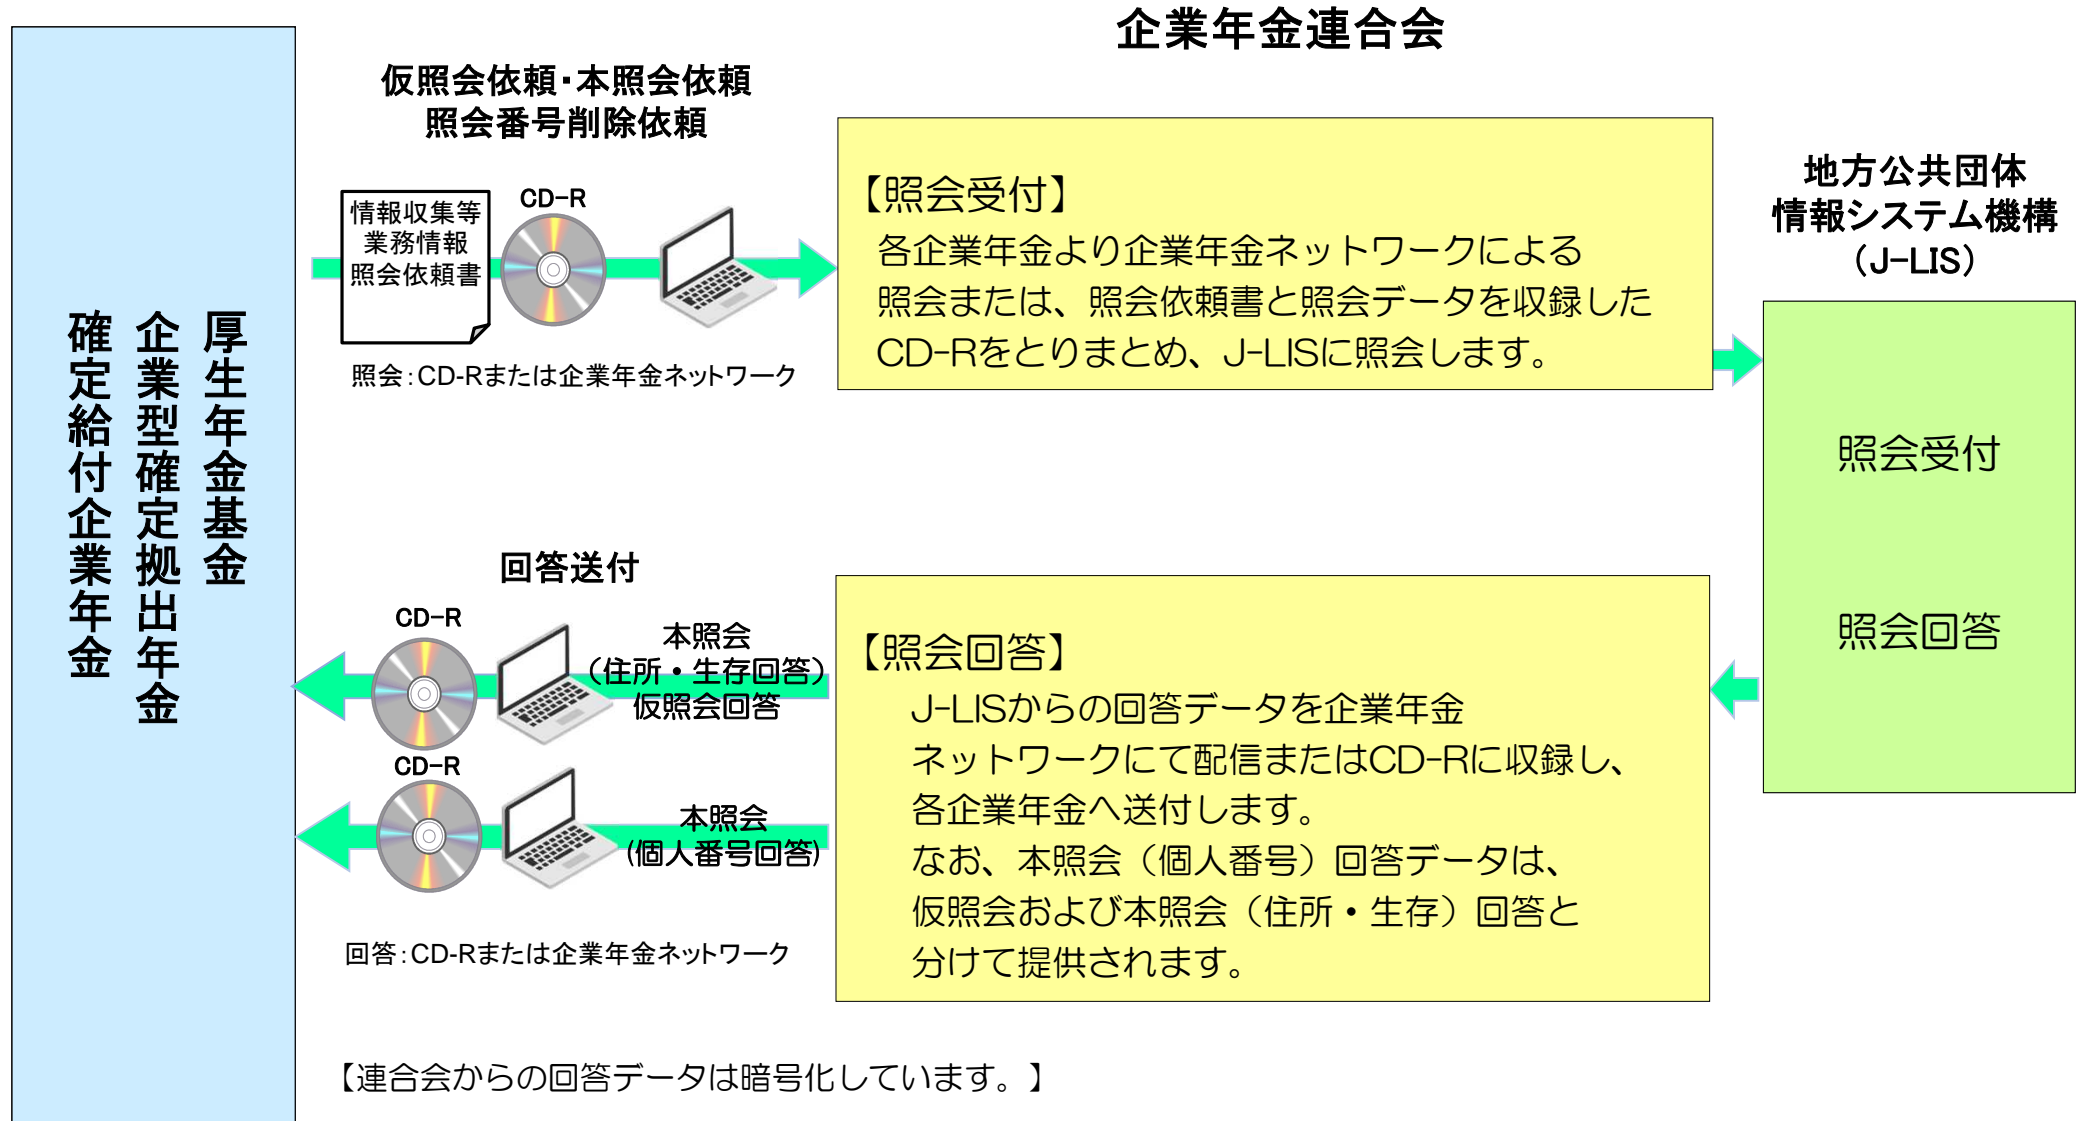 企業年金連合会
厚生年金基金
企業型確定拠出年金
確定給付企業年金
仮照会依頼・本照会依頼
照会番号削除依頼
情報収集等
業務情報
照会依頼書
CD-R
照会：CD-Rまたは企業年金ネットワーク
【照会受付】
各企業年金より企業年金ネットワークによる
照会または、照会依頼書と照会データを収録した
CD-Rをとりまとめ、J-LISに照会します。
地方公共団体
情報システム機構
（J-LIS）
照会受付
照会回答
回答送付
CD-R
本照会
（住所・生存回答）
仮照会回答
CD-R
本照会
(個人番号回答)
回答：CD-Rまたは企業年金ネットワーク
【照会回答】
J-LISからの回答データを企業年金
ネットワークにて配信またはCD-Rに収録し、
各企業年金へ送付します。
なお、本照会（個人番号）回答データは、
仮照会および本照会（住所・生存）回答と
分けて提供されます。
【連合会からの回答データは暗号化しています。】